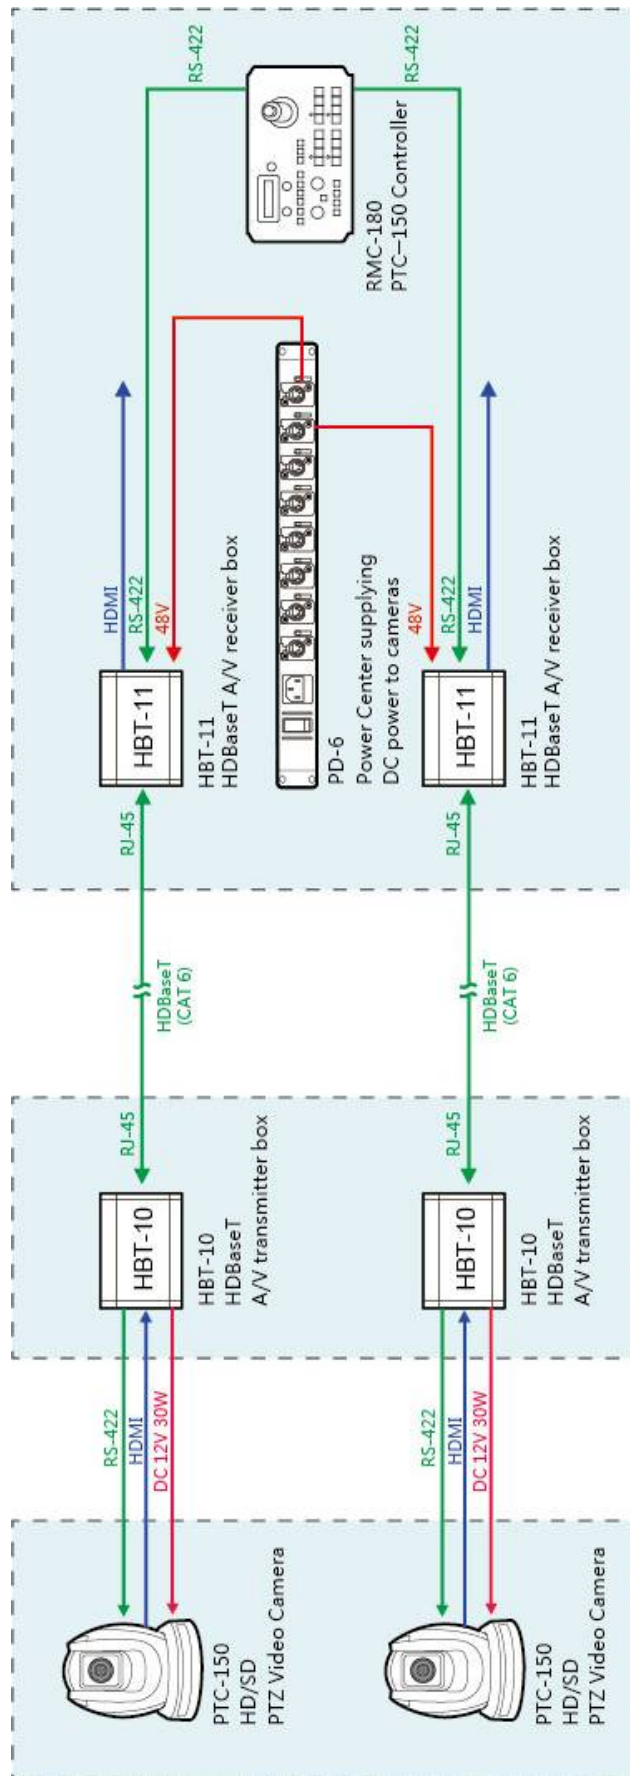 PTC-150
HD/SD
PTZ Video Camera
RS-422
HDMI
DC 12V 30W
HBT-10
HBT-10
HDBaseT
A/V transmitter box
RJ-45
HDBaseT
(CAT 6)
RJ-45
HBT-11
HBT-11
HDBaseT A/V receiver box
HDMI
RS-422
48V
RS-422
PD-6
Power Center supplying
DC power to cameras
RMC-180
PTC—150 Controller
PTC-150
HD/SD
PTZ Video Camera
RS-422
HDMI
DC 12V 30W
HBT-10
HBT-10
HDBaseT
A/V transmitter box
RJ-45
HDBaseT
(CAT 6)
RJ-45
HBT-11
HBT-11
HDBaseT A/V receiver box
48V
RS-422
HDMI
RS-422